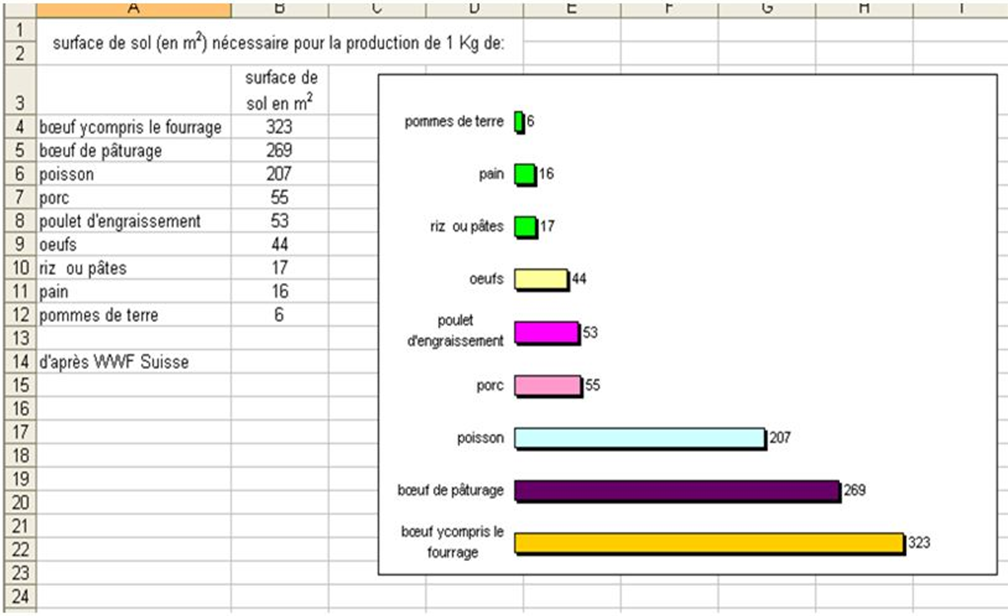 A B C D E F G H I
1
2
surface de sol (en m²) nécessaire pour la production de 1 Kg de:
surface de
3 sol en m²
4 bœuf ycompris le fourrage 323
5 bœuf de pâturage 269
6 poisson 207
7 porc 55
8 poulet d'engraissement 53
9 oeufs 44
10 riz ou pâtes 17
11 pain 16
12 pommes de terre 6
13
14 d'après WWF Suisse
15
16
17
18
19
20
21
22
23
24
pommes de terre 6
pain 16
riz ou pâtes 17
oeufs 44
poulet
d'engraissement 53
porc 55
poisson 207
bœuf de pâturage 269
bœuf ycompris le
fourrage 323